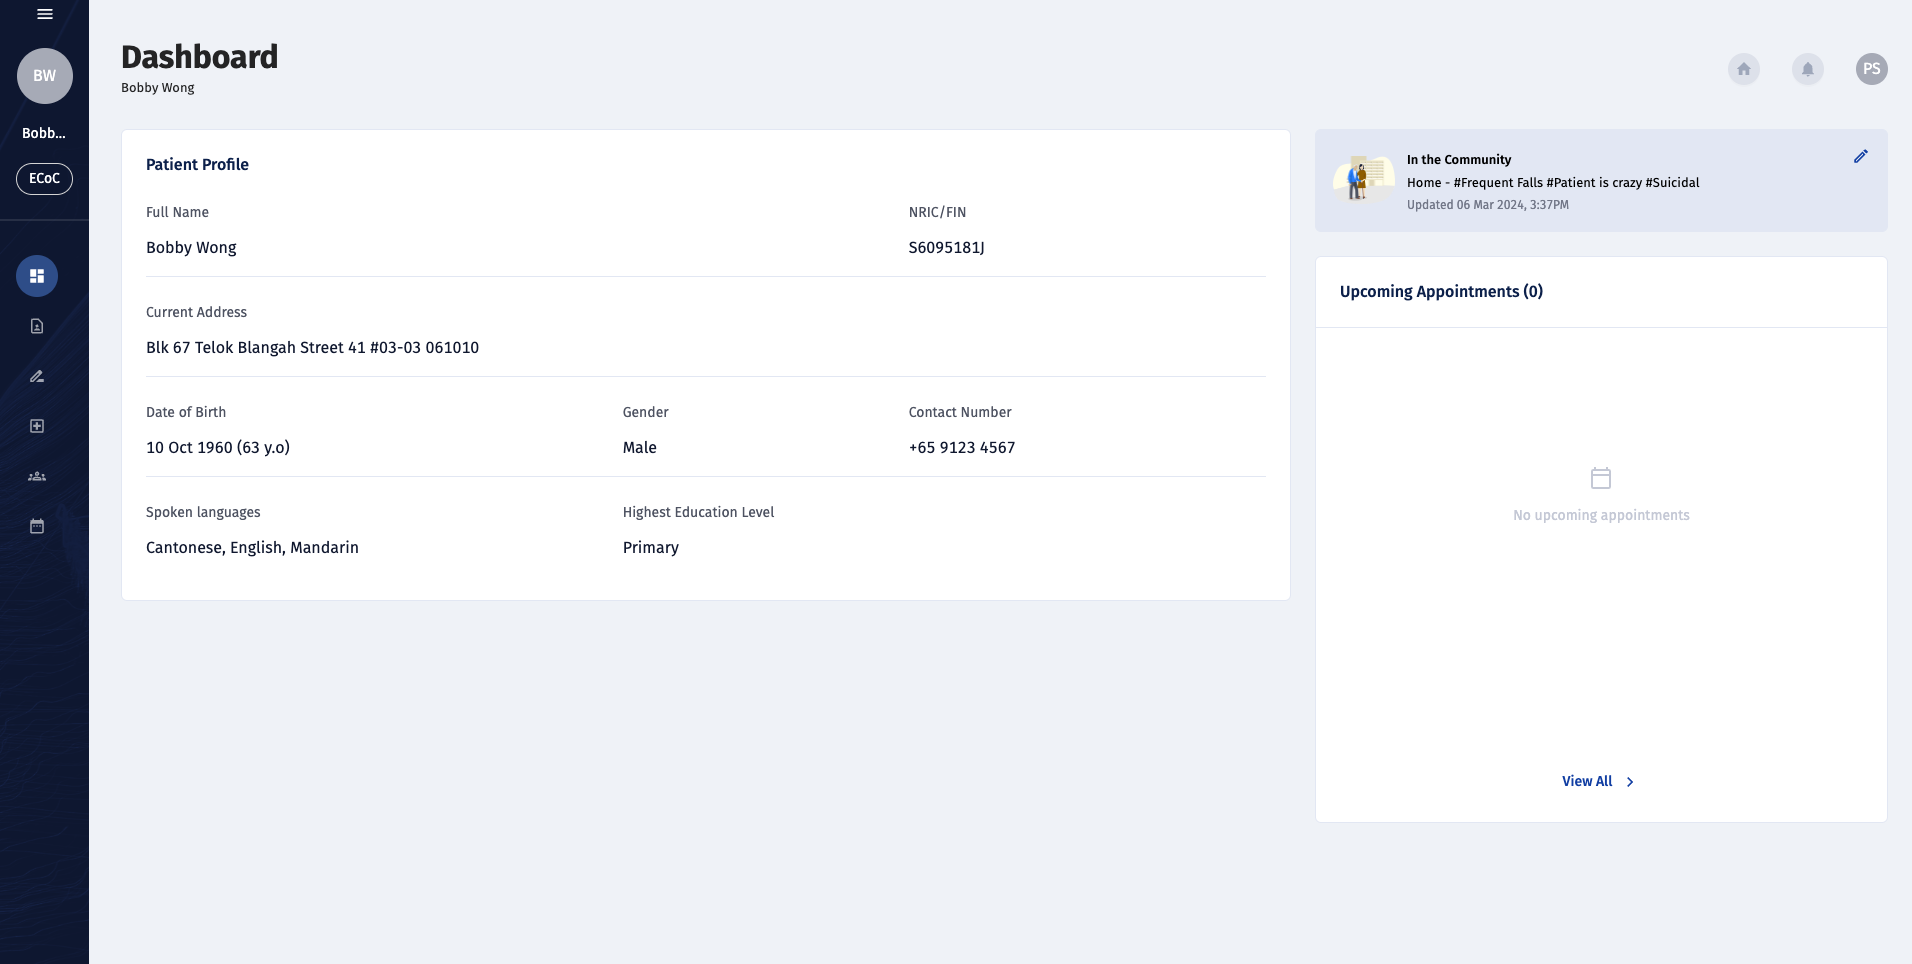 BW
Bobb...
ECoC
Dashboard
Bobby Wong
PS
Patient Profile
Full Name
NRIC/FIN
Bobby Wong
S6095181J
Current Address
Blk 67 Telok Blangah Street 41 #03-03 061010
Date of Birth
Gender
Contact Number
10 Oct 1960 (63 y.o)
Male
+65 9123 4567
Spoken languages
Highest Education Level
Cantonese, English, Mandarin
Primary
In the Community
Home - #Frequent Falls #Patient is crazy #Suicidal
Updated 06 Mar 2024, 3:37PM
Upcoming Appointments (0)
No upcoming appointments
View All